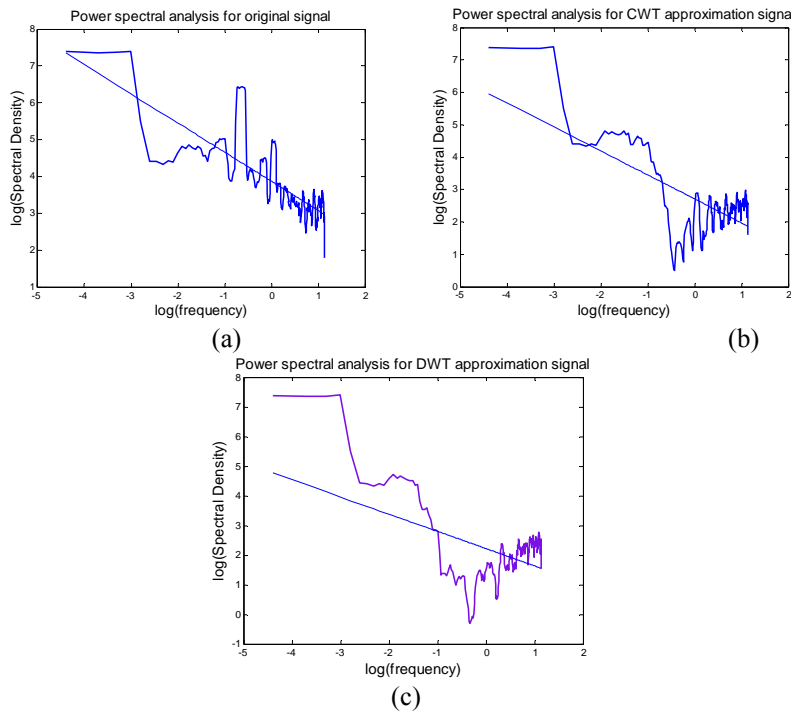 Power spectral analysis for original signal
8
7
6
5
4
3
2
1
-5 -4 -3 -2 -1 0 1 2
log(Spectral Density)
log(frequency)
(a)
Power spectral analysis for CWT approximation signal
8
7
6
5
4
3
2
1
0
-5 -4 -3 -2 -1 0 1 2
log(Spectral Density)
log(frequency)
(b)
Power spectral analysis for DWT approximation signal
8
7
6
5
4
3
2
1
0
-1
-5 -4 -3 -2 -1 0 1 2
log(Spectral Density)
log(frequency)
(c)